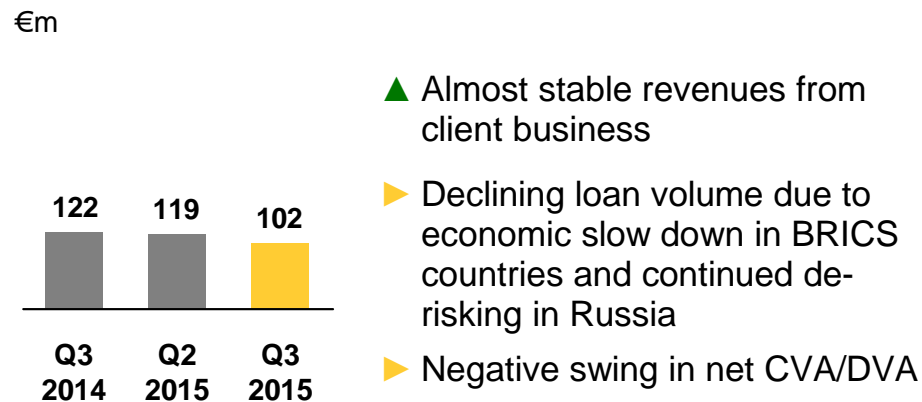 €m
▲ Almost stable revenues from
client business
► Declining loan volume due to
economic slow down in BRICS
countries and continued de-
risking in Russia
► Negative swing in net CVA/DVA
122 119 102
Q3 Q2 Q3
2014 2015 2015